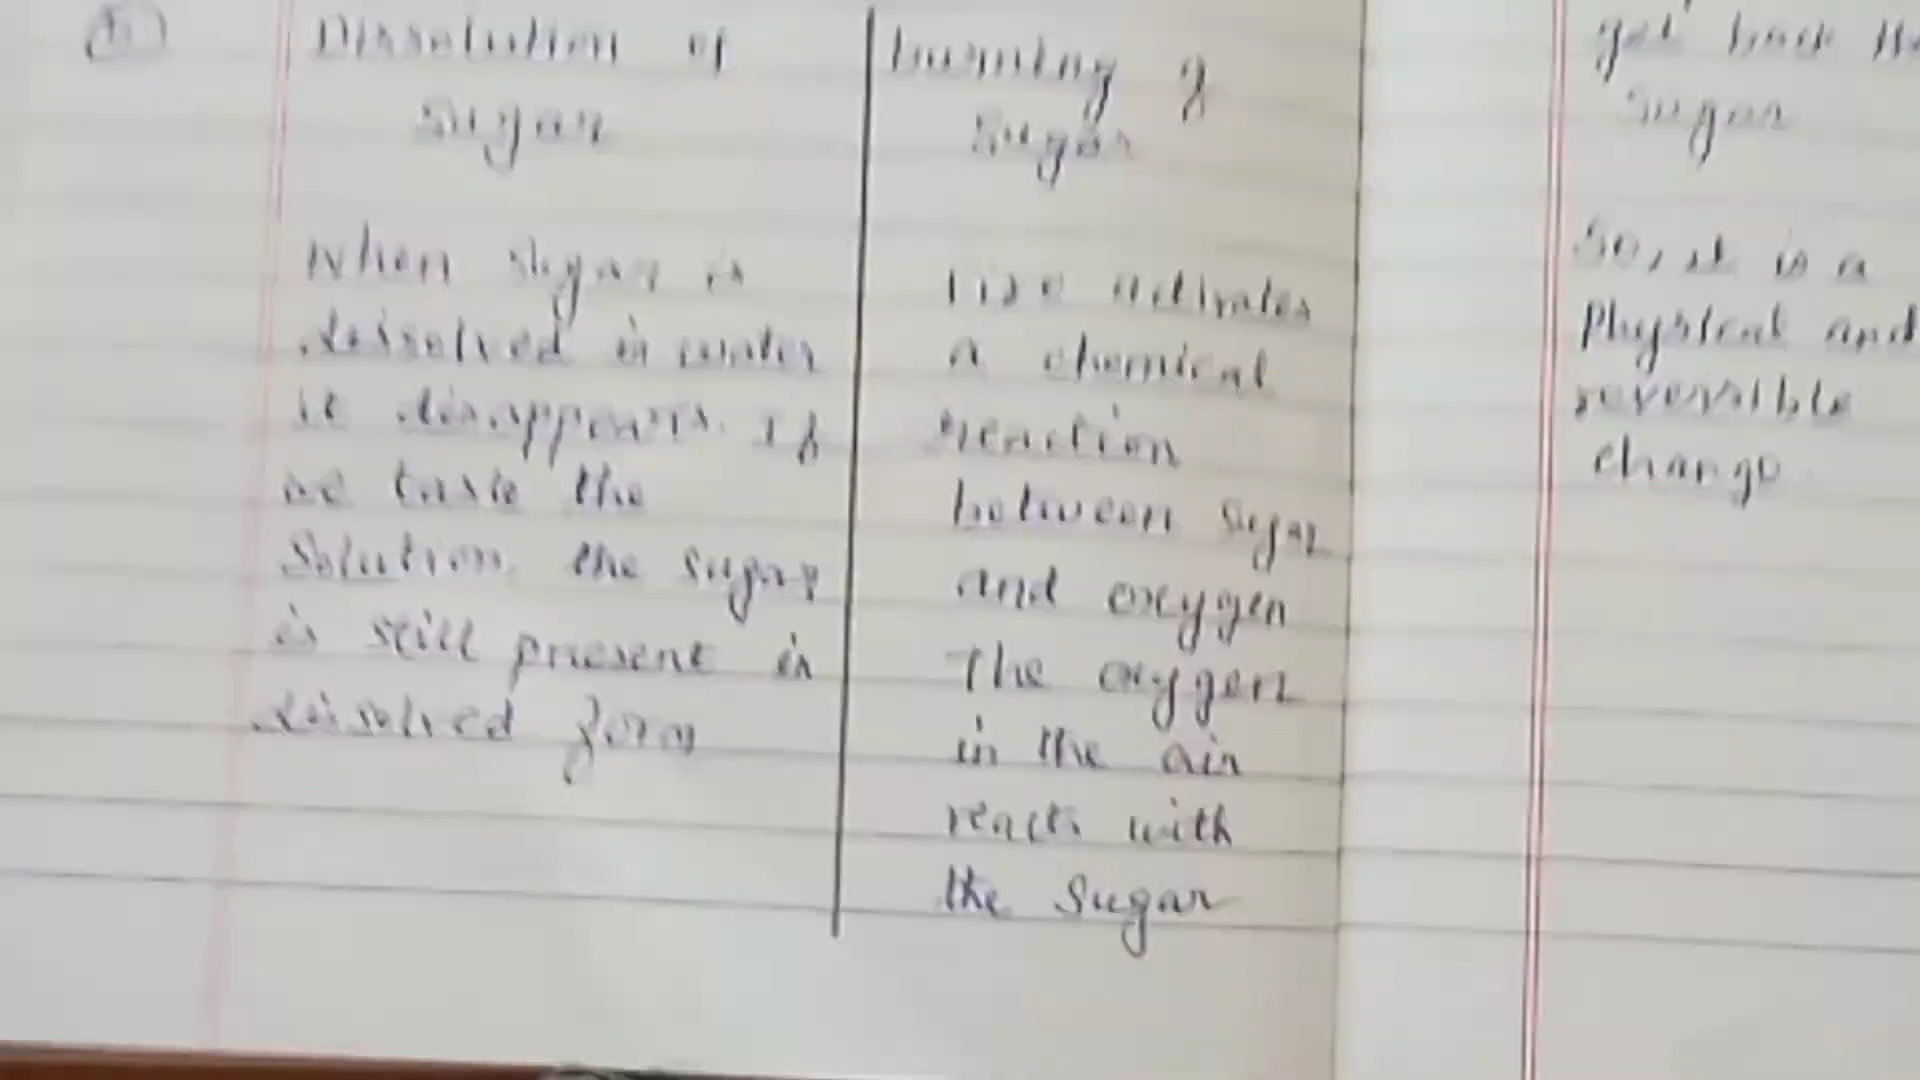 Dissolution of
Sugar
When sugar is
dissolved in water
it disappears. If
we taste the
Solution, the sugar
is still present in
dissolved form
burning of
Sugar
Fire activates
a chemical
reaction
between sugar
and oxygen
The oxygen
in the air
reacts with
the Sugar
get back the
Sugar
So, it is a
Physical and
reversible
change